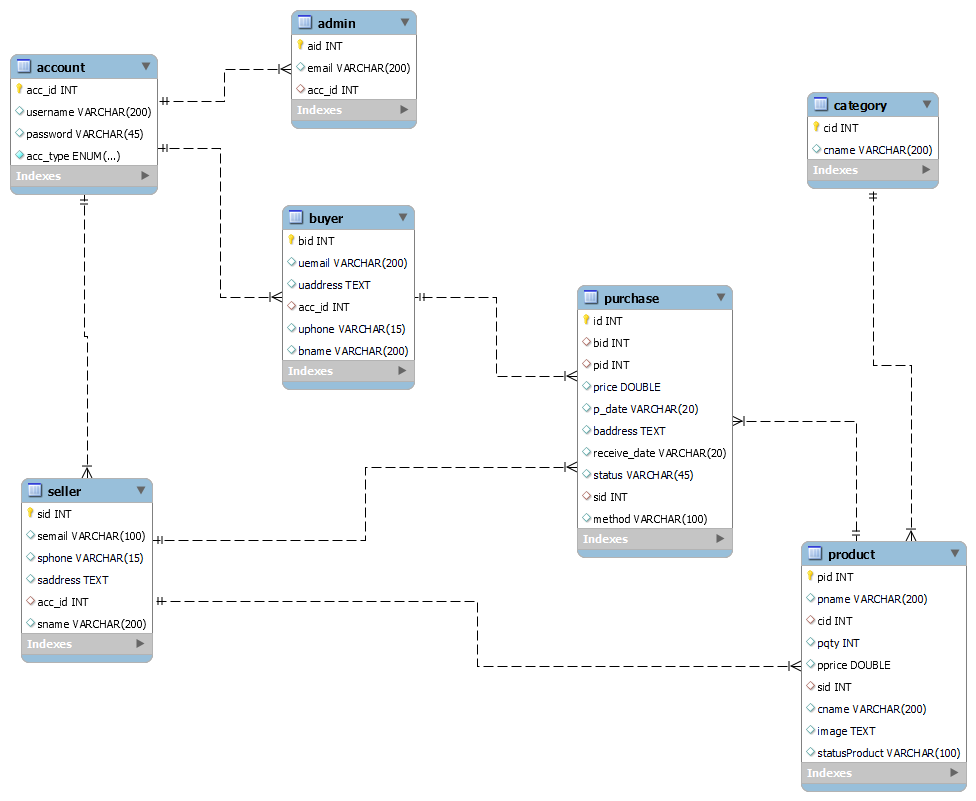 admin
aid INT
email VARCHAR(200)
acc_id INT
Indexes
account
acc_id INT
username VARCHAR(200)
password VARCHAR(45)
acc_type ENUM(...)
Indexes
category
cid INT
cname VARCHAR(200)
Indexes
buyer
bid INT
uemail VARCHAR(200)
uaddress TEXT
acc_id INT
uphone VARCHAR(15)
bname VARCHAR(200)
Indexes
purchase
id INT
bid INT
pid INT
price DOUBLE
p_date VARCHAR(20)
baddress TEXT
receive_date VARCHAR(20)
status VARCHAR(45)
sid INT
method VARCHAR(100)
Indexes
seller
sid INT
semail VARCHAR(100)
sphone VARCHAR(15)
saddress TEXT
acc_id INT
sname VARCHAR(200)
Indexes
product
pid INT
pname VARCHAR(200)
cid INT
pqty INT
pprice DOUBLE
sid INT
cname VARCHAR(200)
image TEXT
statusProduct VARCHAR(100)
Indexes